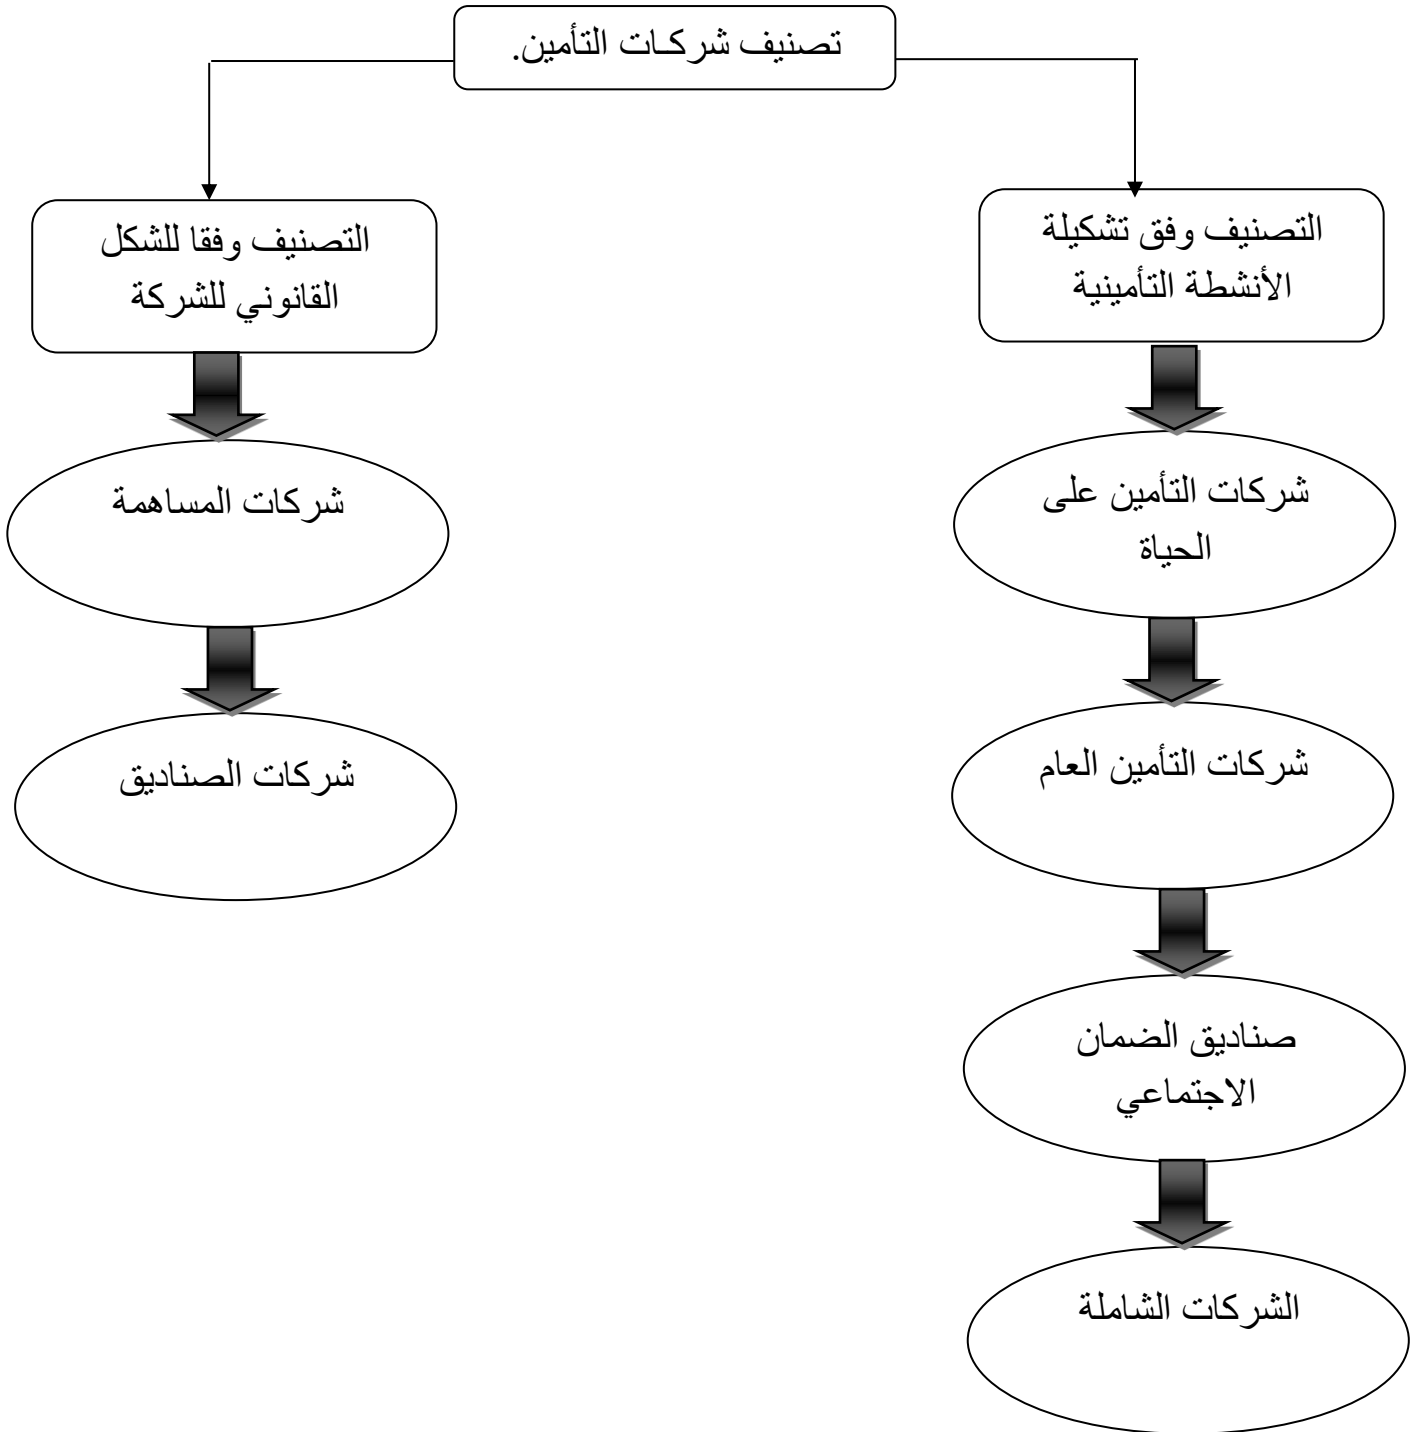 تصنيف شركات التأمين.
التصنيف وفق تشكيلة
الأنشطة التأمينية
شركات التأمين على
الحياة
شركات التأمين العام
صناديق الضمان
الاجتماعي
الشركات الشاملة
التصنيف وفقا للشكل
القانوني للشركة
شركات المساهمة
شركات الصناديق